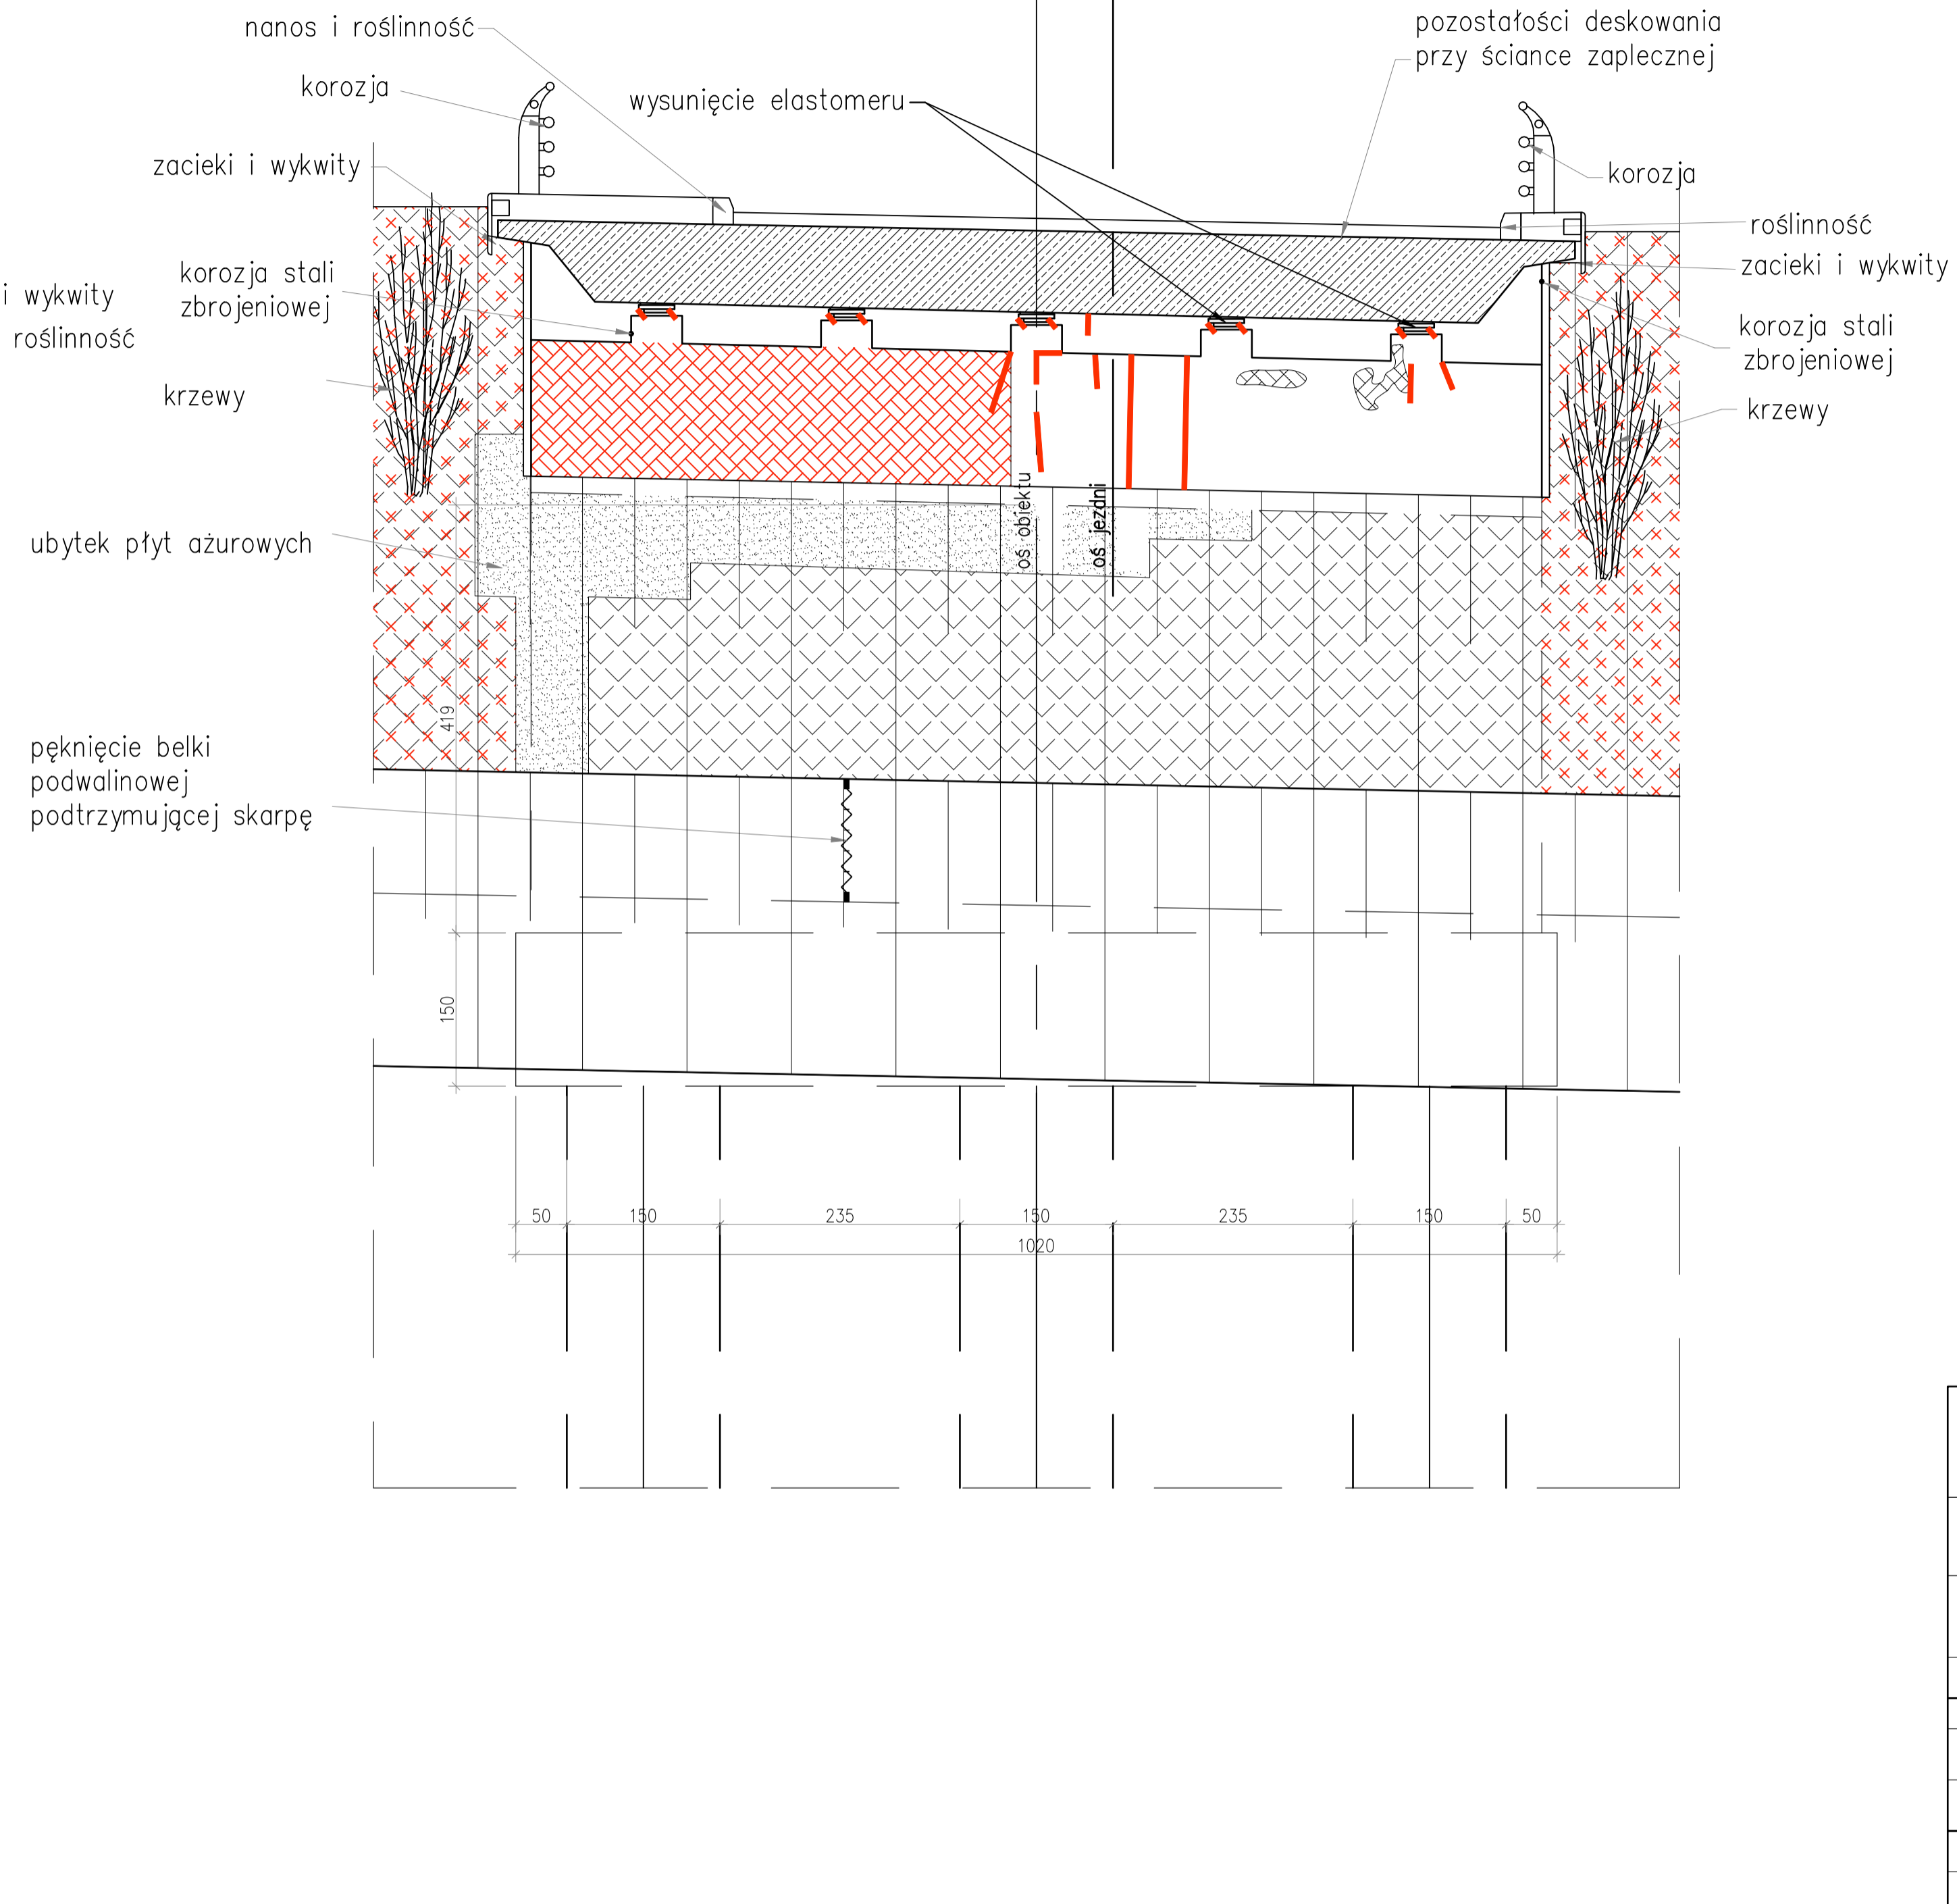 nanos i roślinność
pozostałości deskowania
przy ściance zaplecznej
korozja
wysunięcie elastomeru
zacieki i wykwity
korozja
roślinność
korozja stali
zbrojeniowej
zacieki i wykwity
i wykwity
roślinność
korozja stali
zbrojeniowej
krzewy
krzewy
oś obiektu
oś jezdni
ubytek płyt ażurowych
419
pęknięcie belki
podwalinowej
podtrzymującej skarpę
150
50 150 235 150 235 150 50
1020